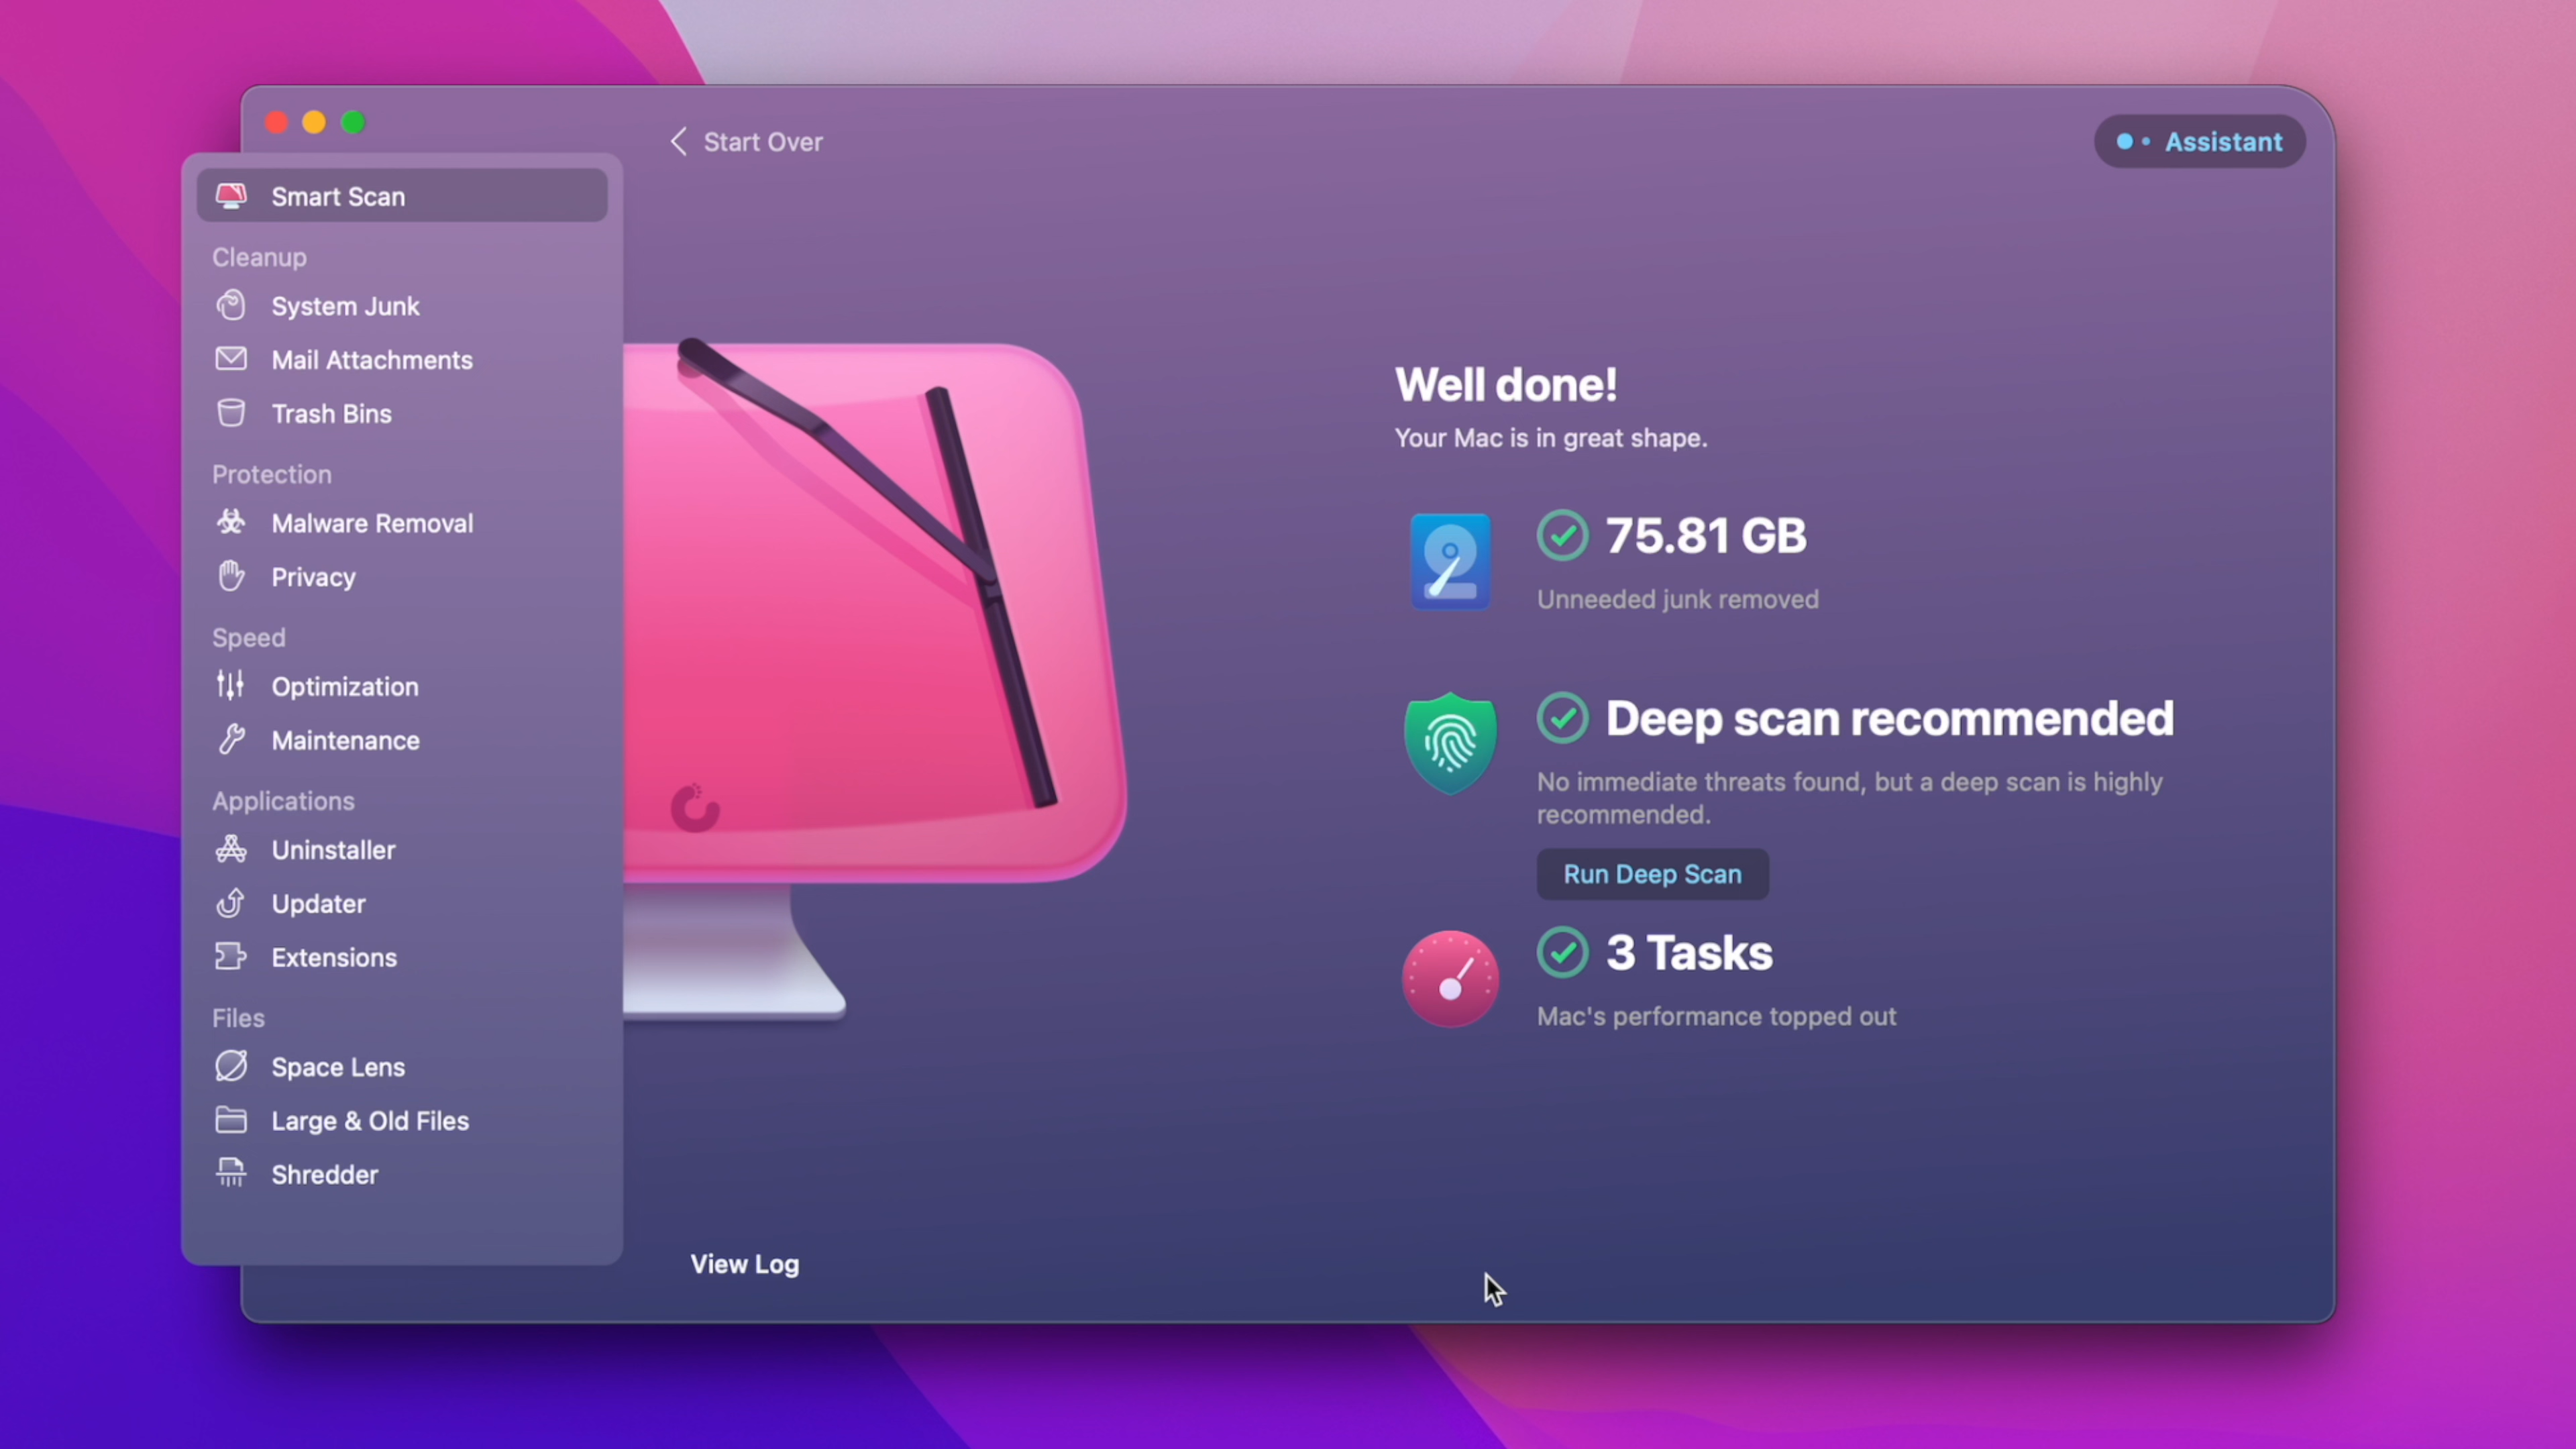 Start Over
Assistant
Smart Scan
Cleanup
System Junk
Mail Attachments
Trash Bins
Protection
Malware Removal
Privacy
Speed
Optimization
Maintenance
Applications
Uninstaller
Updater
Extensions
Files
Space Lens
Large & Old Files
Shredder
Well done!
Your Mac is in great shape.
75.81 GB
Unneeded junk removed
Deep scan recommended
No immediate threats found, but a deep scan is highly
recommended.
Run Deep Scan
3 Tasks
Mac's performance topped out
View Log